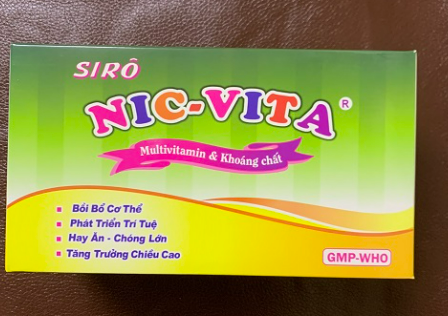 SIRÔ
NIC-VITA®
Multivitamin & Khoáng chất
Bồi Bổ Cơ Thể
Phát Triển Trí Tuệ
Hay Ăn - Chóng Lớn
Tăng Trưởng Chiều Cao
GMP-WHO